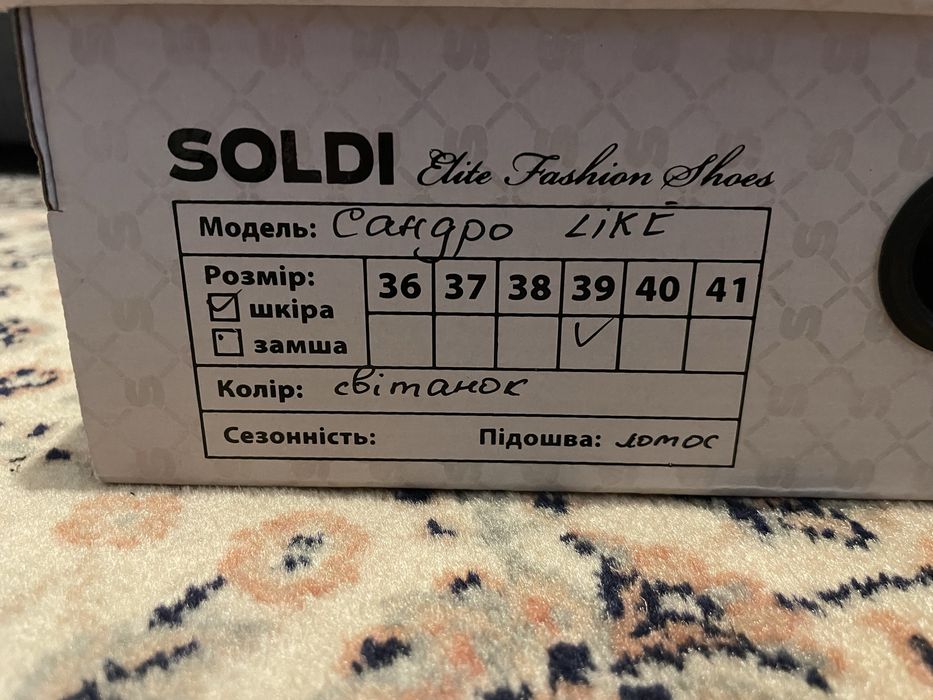 SOLDI Elite Fashion Shoes
Модель: Сандро LIKE
Розмір: 36 37 38 39 40 41
шкіра
замша
Колір: світанок
Сезонність: Підошва: лотос